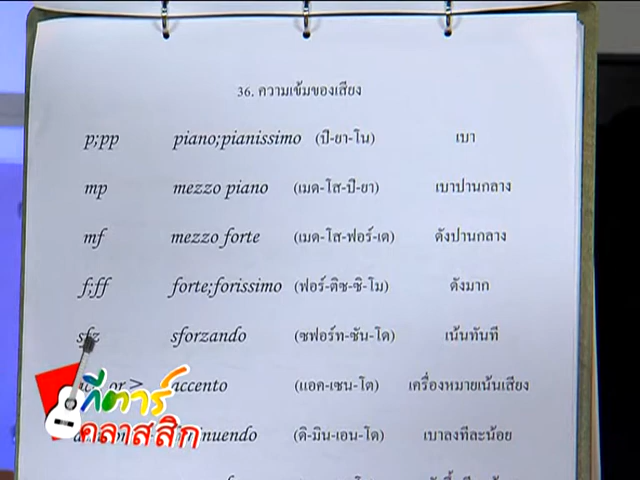 36. ความเข้มของเสียง
p;pp piano;pianissimo (ปี-ยา-โน) เบา
mp mezzo piano (เมด-โส-ปี-ยา) เบาปานกลาง
mf mezzo forte (เมด-โส-ฟอร์-เต) ดังปานกลาง
f;ff forte;forissimo (ฟอร์-ติซ-ซิ-โม) ดังมาก
sfz sforzando (ซฟอร์ท-ซัน-โด) เน้นทันที
or > accento (แอค-เซน-โต) เครื่องหมายเน้นเสียง
(ดิ-มิน-เอน-โด) เบาลงทีละน้อย
กีตาร์
คลาสสิก